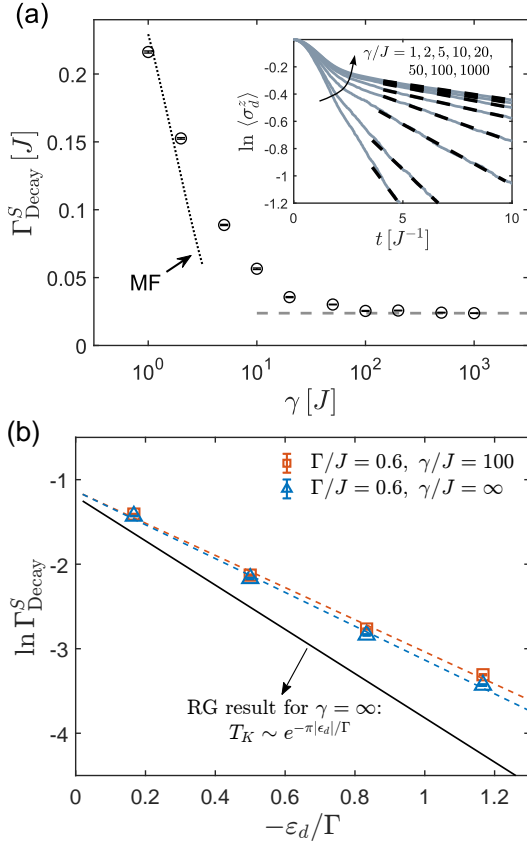 (a)
Γ^S_Decay [J]
0.2
0.15
0.1
0.05
0
MF
γ/J = 1, 2, 5, 10, 20,
50, 100, 1000
ln ⟨σ^z_d⟩
0
-0.2
-0.4
-0.6
-0.8
-1
-1.2
0 5 10
t [J^{-1}]
10^0 10^1 10^2 10^3
γ [J]
(b)
ln Γ^S_Decay
-1
-2
-3
-4
Γ/J = 0.6, γ/J = 100
Γ/J = 0.6, γ/J = ∞
RG result for γ = ∞:
T_K ∼ e^{-π|ϵ_d|/Γ}
0 0.2 0.4 0.6 0.8 1 1.2
-ε_d/Γ